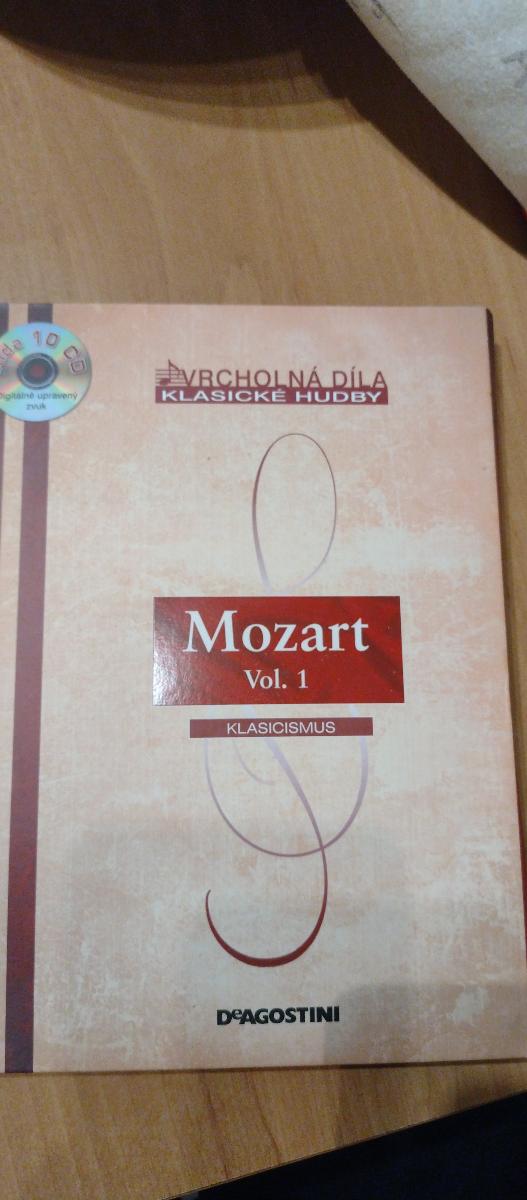 10 CD
Digitálně upravený
zvuk
VRCHOLNÁ DÍLA
KLASICKÉ HUDBY
Mozart
Vol. 1
KLASICISMUS
DeAGOSTINI